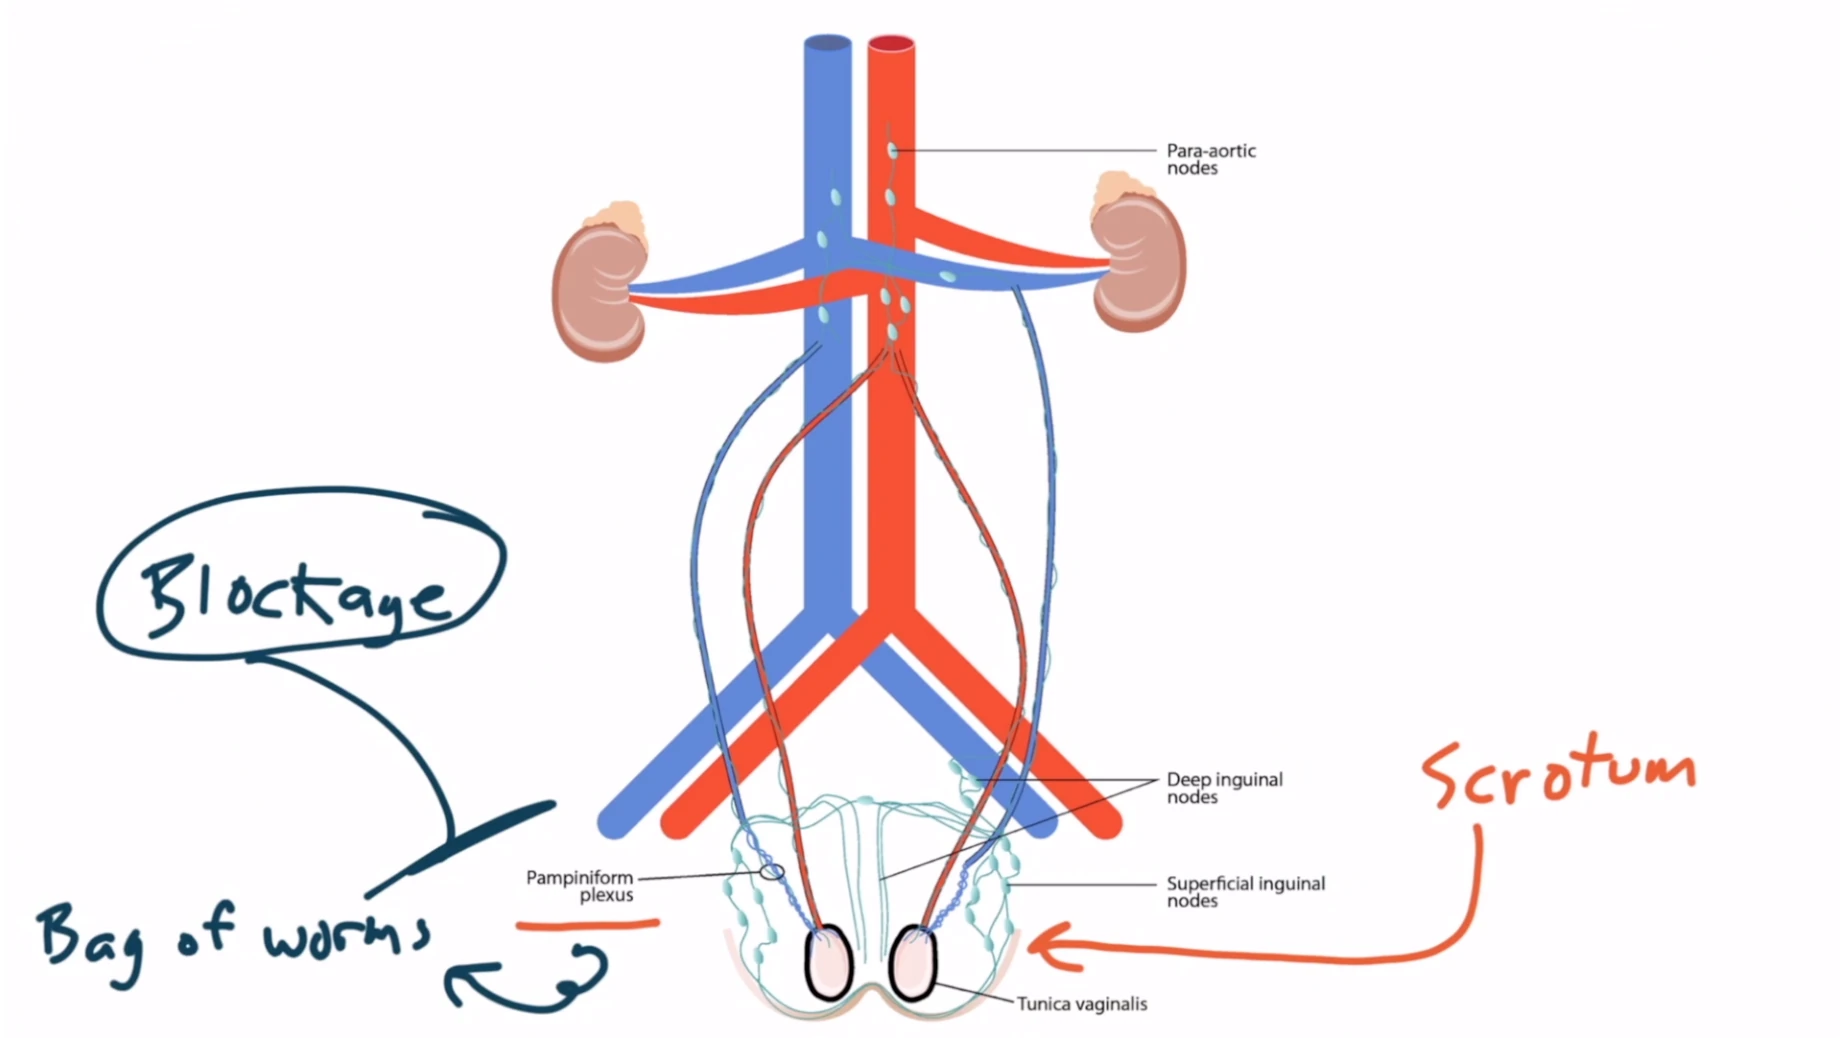 Para-aortic
nodes
Blockage
Scrotum
Deep inguinal
nodes
Pampiniform
plexus
Superficial inguinal
nodes
Bag of worms
Tunica vaginalis